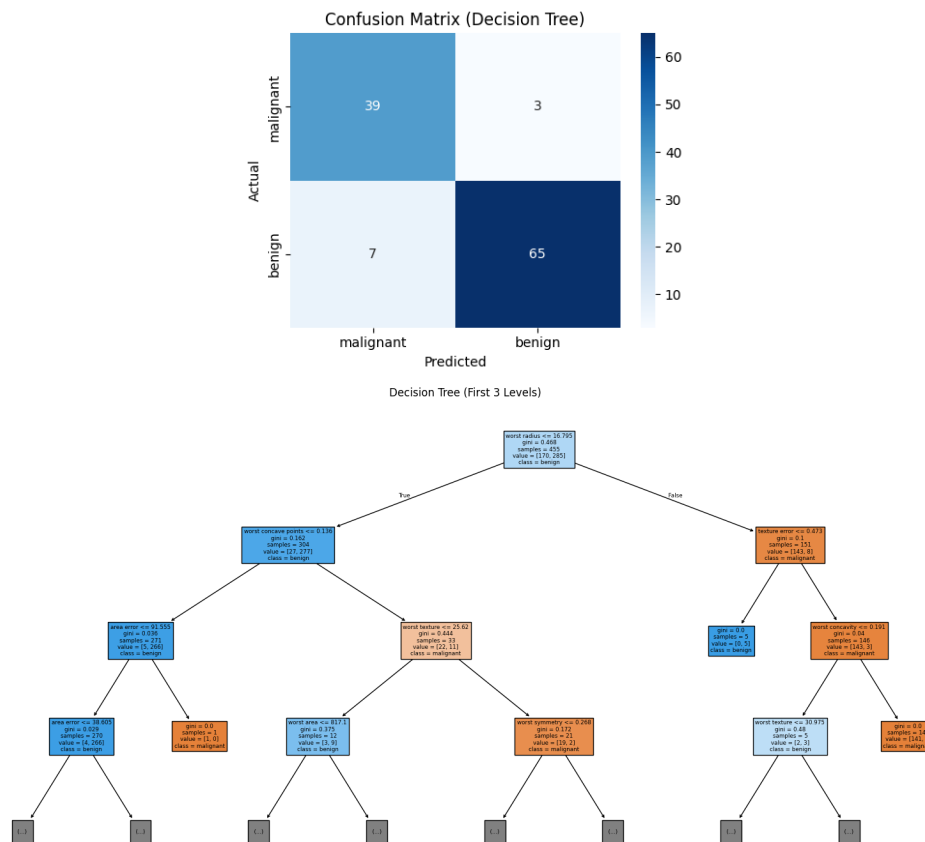 Confusion Matrix (Decision Tree)
malignant
39
3
60
50
40
Actual
30
benign
7
65
20
10
malignant
benign
Predicted
Decision Tree (First 3 Levels)
worst radius <= 16.795
gini = 0.468
samples = 455
value = [170, 285]
class = benign
True
False
worst concave points <= 0.136
gini = 0.162
samples = 304
value = [27, 277]
class = benign
texture error <= 0.473
gini = 0.1
samples = 151
value = [143, 8]
class = malignant
area error <= 91.555
gini = 0.036
samples = 271
value = [5, 266]
class = benign
worst texture <= 25.62
gini = 0.444
samples = 33
value = [22, 11]
class = malignant
gini = 0.0
samples = 5
value = [0, 5]
class = benign
worst concavity <= 0.191
gini = 0.04
samples = 146
value = [143, 3]
class = malignant
area error <= 38.605
gini = 0.029
samples = 270
value = [4, 266]
class = benign
gini = 0.0
samples = 1
value = [1, 0]
class = malignant
worst area <= 817.1
gini = 0.375
samples = 12
value = [3, 9]
class = benign
worst symmetry <= 0.268
gini = 0.172
samples = 21
value = [19, 2]
class = malignant
worst texture <= 30.975
gini = 0.48
samples = 5
value = [2, 3]
class = benign
gini = 0.0
samples = 14
value = [141,
class = malignant
(...)
(...)
(...)
(...)
(...)
(...)
(...)
(...)